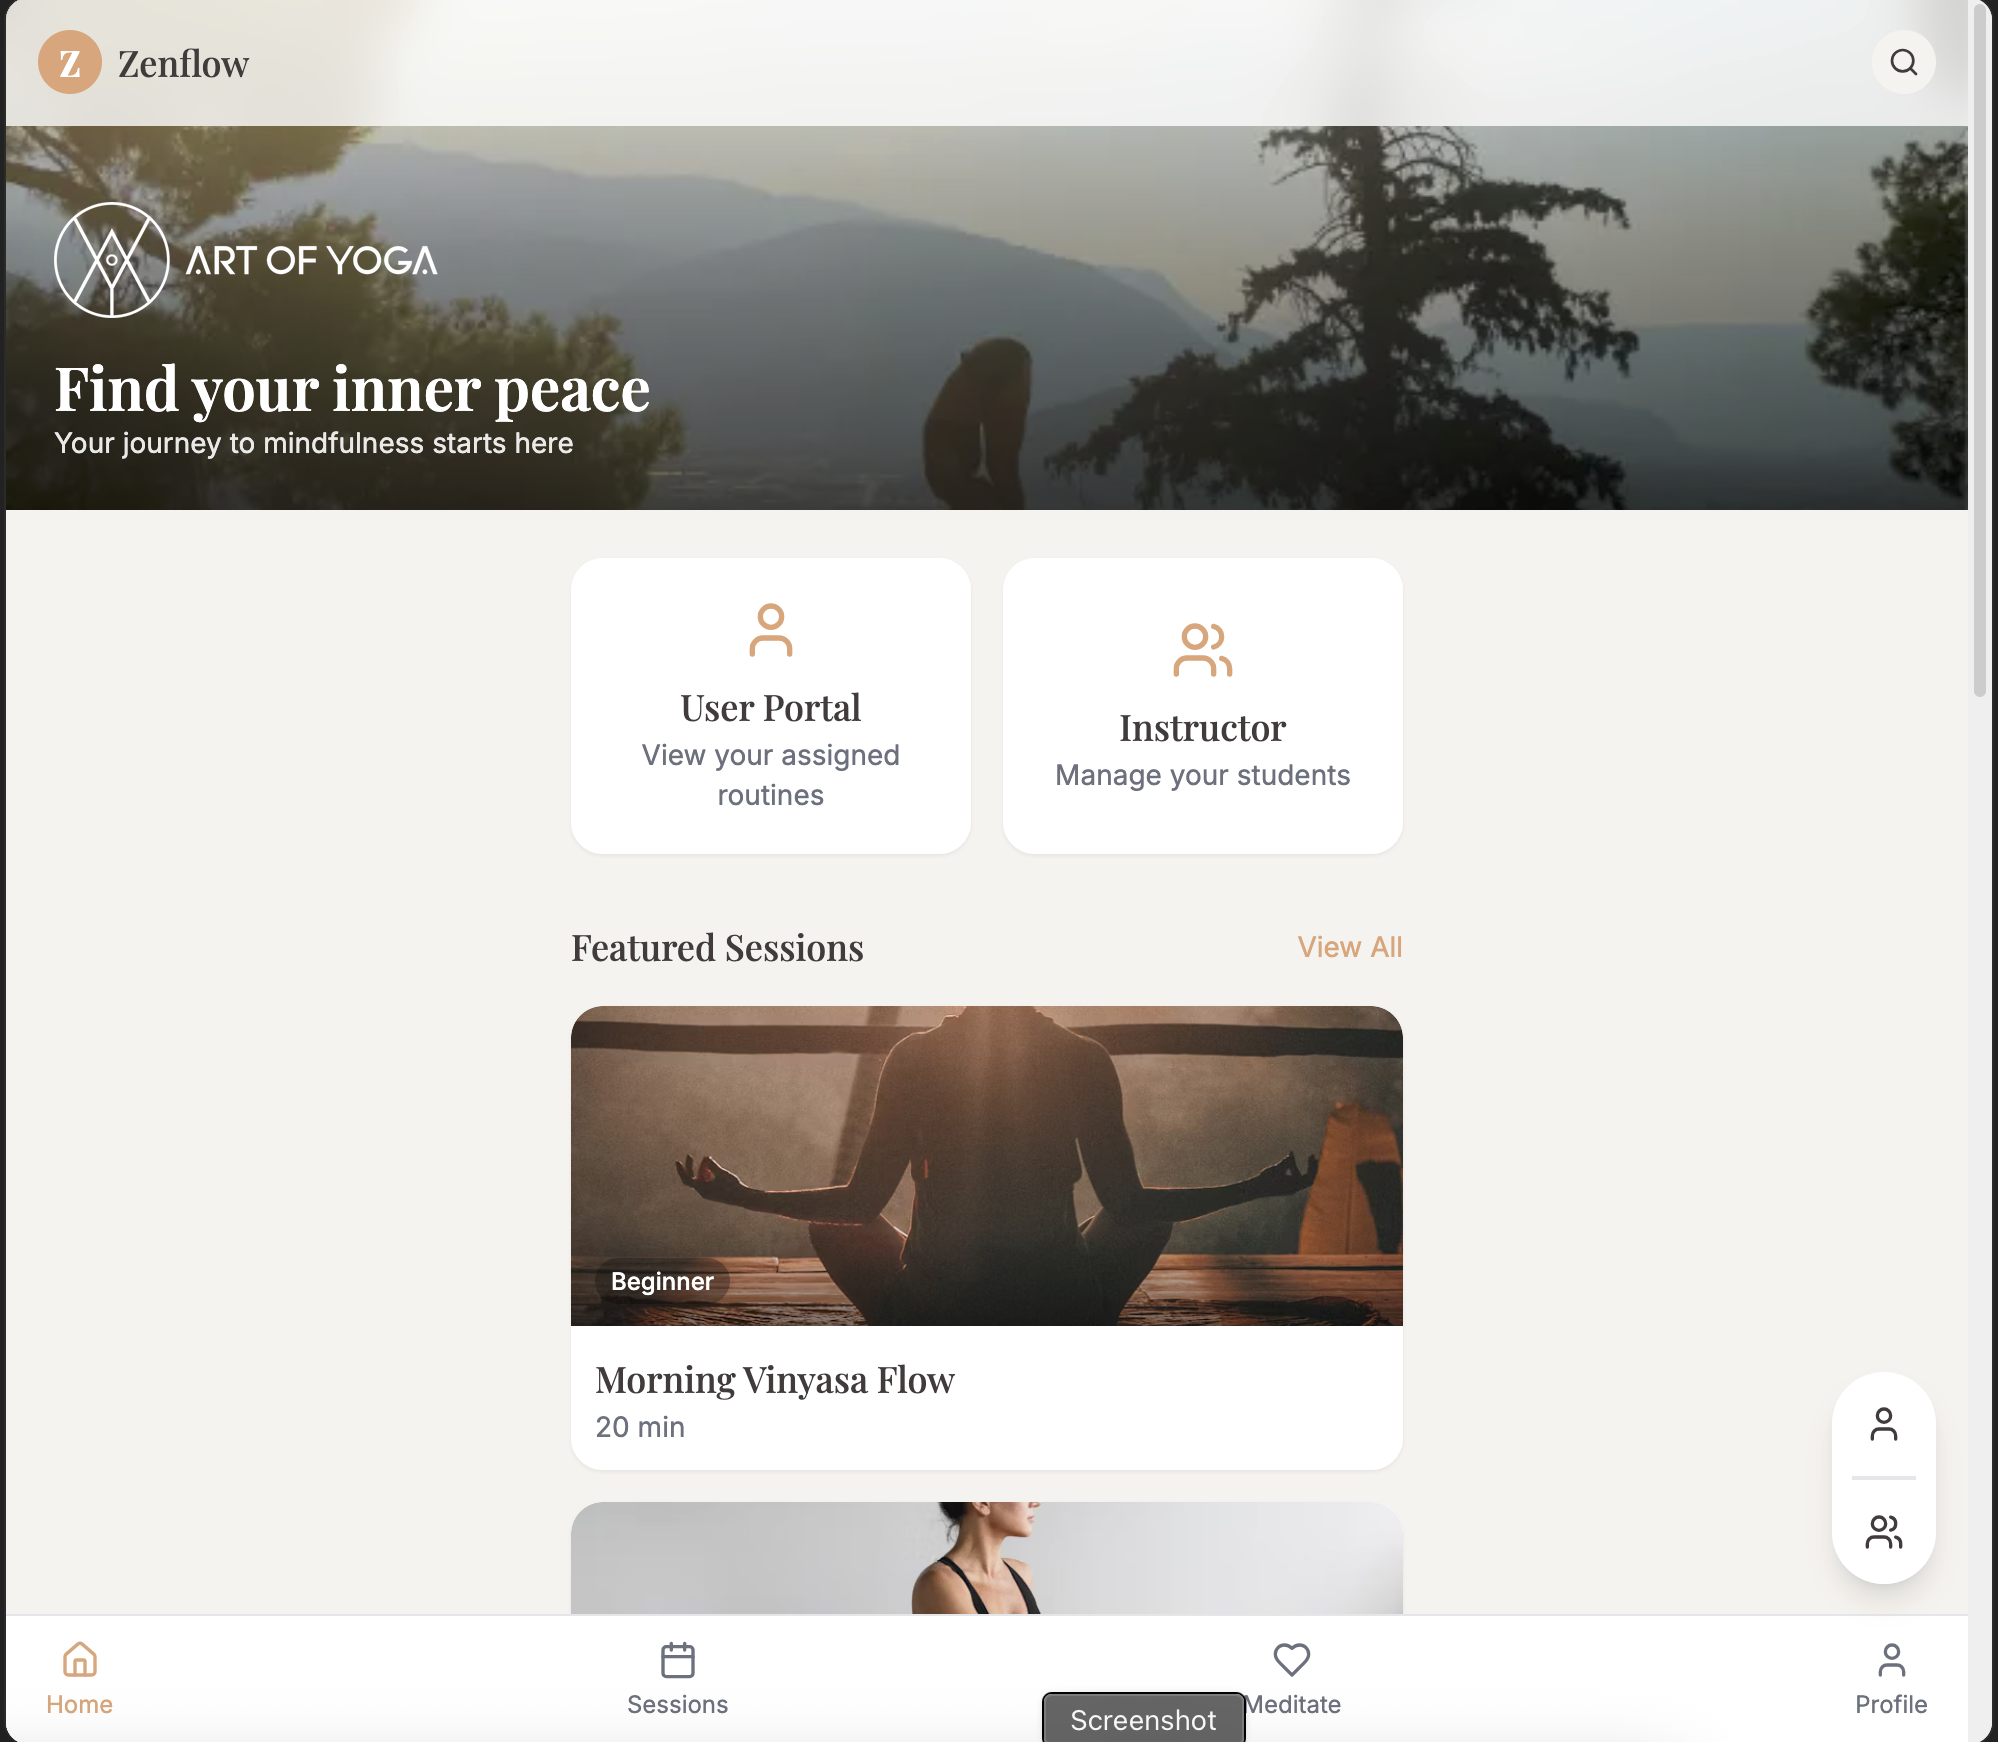 Z Zenflow
ART OF YOGA
Find your inner peace
Your journey to mindfulness starts here
User Portal
View your assigned
routines
Instructor
Manage your students
Featured Sessions
View All
Beginner
Morning Vinyasa Flow
20 min
Home
Sessions
Meditate
Profile
Screenshot